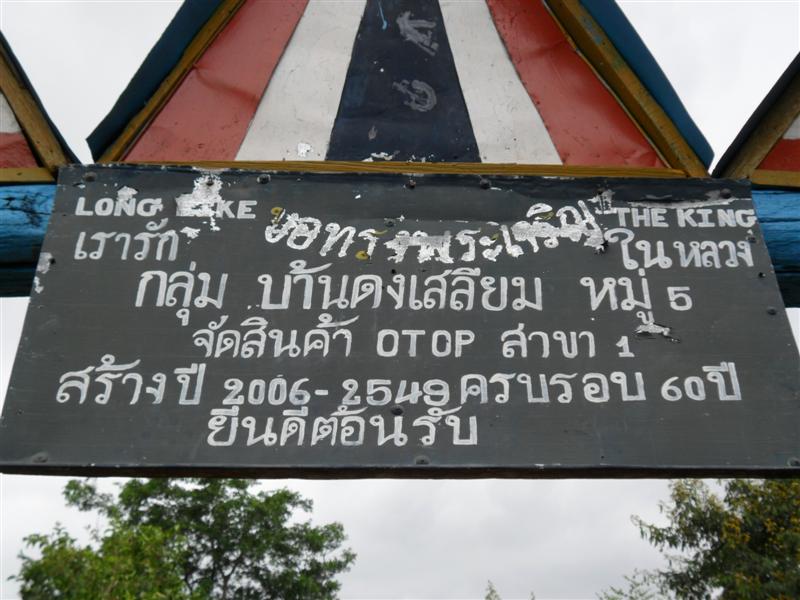 LONG ขอทรงพระเจริญ THE KING
เรารัก ในหลวง
กลุ่ม บ้านดงเสลียม หมู่ 5
จัดสินค้า OTOP สาขา 1
สร้างปี 2006-2549 ครบรอบ 60 ปี
ยีนดีต้อนรับ